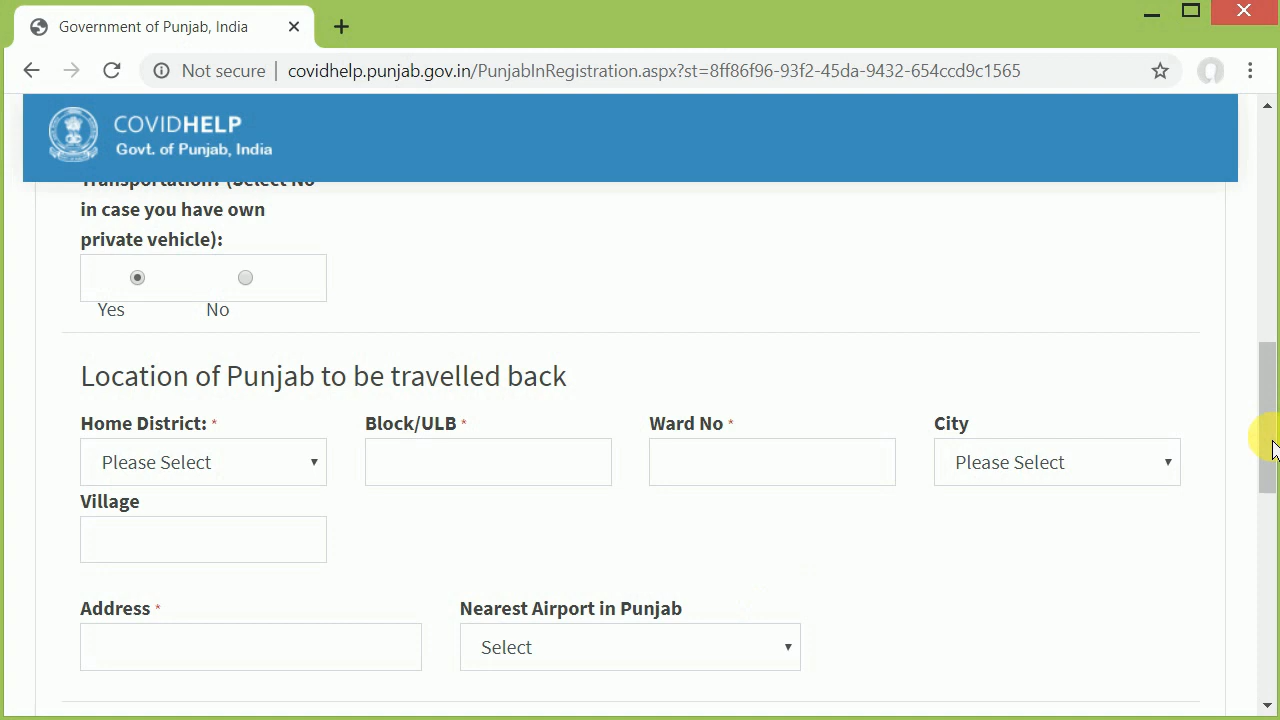 Government of Punjab, India
Not secure
covidhelp.punjab.gov.in/PunjabInRegistration.aspx?st=8ff86f96-93f2-45da-9432-654ccd9c1565
COVIDHELP
Govt. of Punjab, India
Transportation? (Select No
in case you have own
private vehicle):
Yes No
Location of Punjab to be travelled back
Home District: * Block/ULB * Ward No * City
Please Select Please Select
Village
Address * Nearest Airport in Punjab
Select